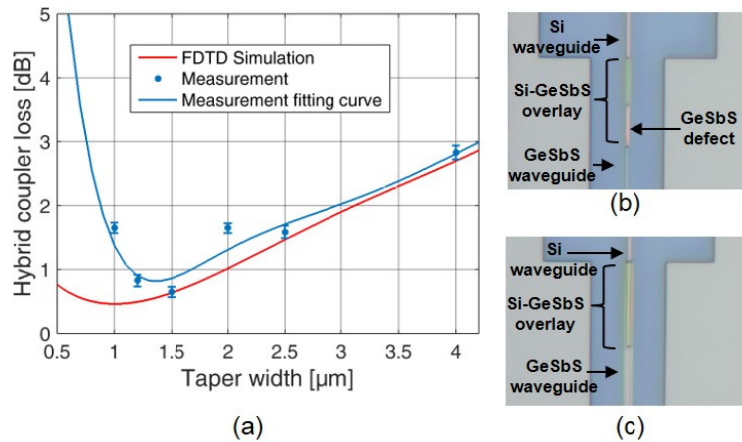 (a)
5
4
3
2
1
0
Hybrid coupler loss [dB]
FDTD Simulation
Measurement
Measurement fitting curve
0.5
1
1.5
2
2.5
3
3.5
4
Taper width [µm]
Si
waveguide
Si-GeSbS
overlay
GeSbS
defect
GeSbS
waveguide
(b)
Si
waveguide
Si-GeSbS
overlay
GeSbS
waveguide
(a)
(c)